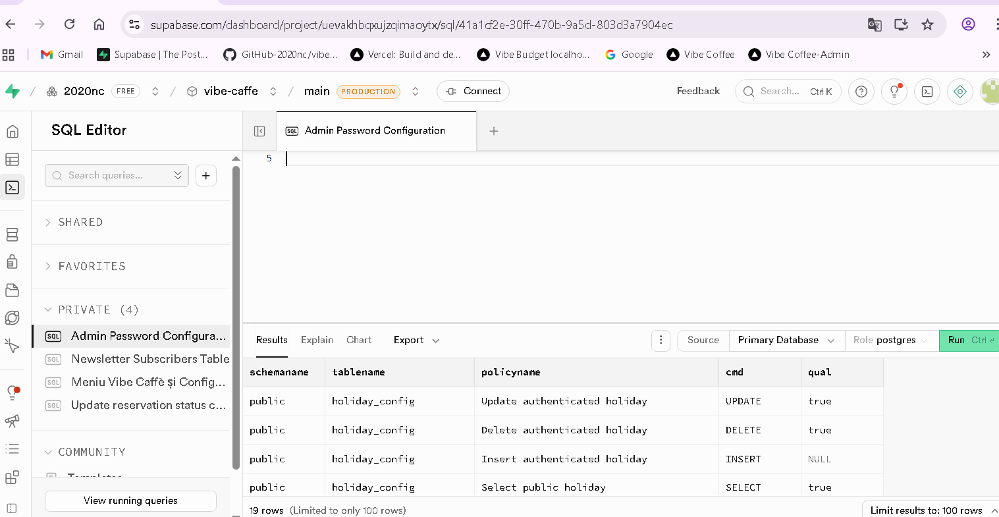 supabase.com/dashboard/project/uevakhbqxujzqimaoytx/sql/41a1cf2e-30ff-470b-9a5d-803d3a7904ec
Gmail
Supabase | The Post...
GitHub-2020nc/vibe...
Vercel: Build and de...
Vibe Budget localho...
Google
Vibe Coffee
Vibe Coffee-Admin
2020nc FREE
vibe-caffe
main PRODUCTION
Connect
Feedback
Search... Ctrl K
SQL Editor
SQL Admin Password Configuration
Search queries...
SHARED
FAVORITES
PRIVATE (4)
SQL Admin Password Configura...
SQL Newsletter Subscribers Table
SQL Meniu Vibe Caffè și Config...
SQL Update reservation status c...
COMMUNITY
Templates
View running queries
5
Results Explain Chart Export
Source Primary Database Role postgres Run Ctrl ↵
schemaname tablename policyname cmd qual
public holiday_config Update authenticated holiday UPDATE true
public holiday_config Delete authenticated holiday DELETE true
public holiday_config Insert authenticated holiday INSERT NULL
public holiday_config Select public holiday SELECT true
19 rows (Limited to only 100 rows)
Limit results to: 100 rows